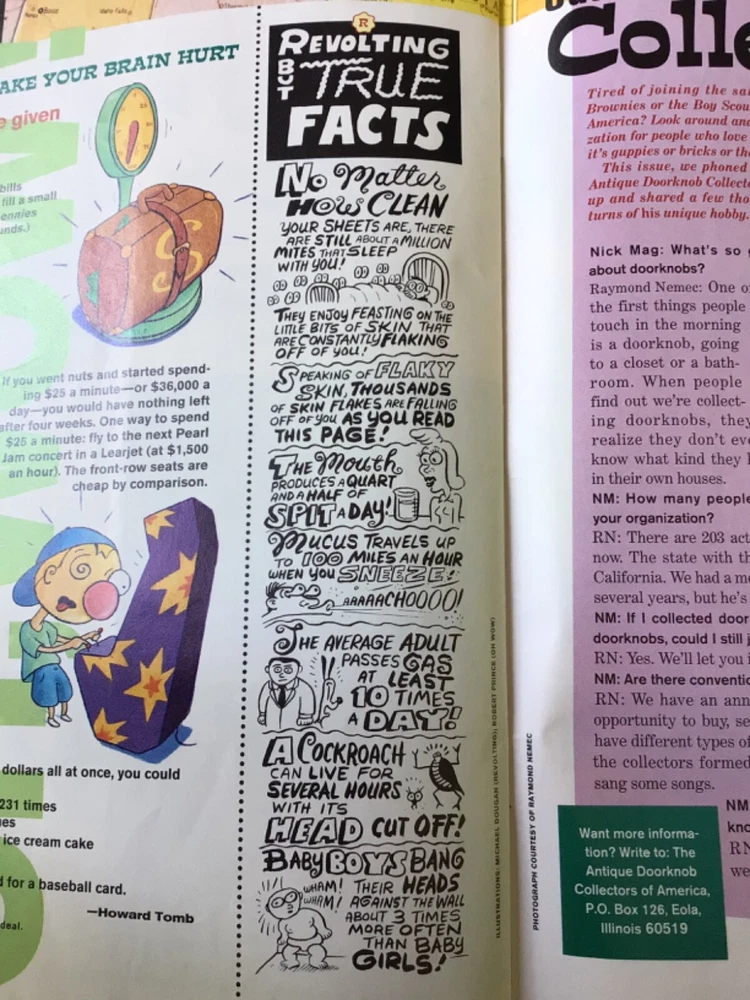 AKE YOUR BRAIN HURT
e given
bills
fill a small
ennies
unds.)
If you went nuts and started spend-
ing $25 a minute—or $36,000 a
day—you would have nothing left
after four weeks. One way to spend
$25 a minute: fly to the next Pearl
Jam concert in a Learjet (at $1,500
an hour). The front-row seats are
cheap by comparison.
dollars all at once, you could
231 times
es
ice cream cake
d for a baseball card.
—Howard Tomb
deal.
R
REVOLTING
BUT TRUE
FACTS
NO MATTER
HOW CLEAN
YOUR SHEETS ARE, THERE
ARE STILL ABOUT A MILLION
MITES THAT SLEEP
WITH YOU!
THEY ENJOY FEASTING ON THE
LITTLE BITS OF SKIN THAT
ARE CONSTANTLY FLAKING
OFF OF YOU!
SPEAKING OF FLAKY
SKIN, THOUSANDS
OF SKIN FLAKES ARE FALLING
OFF OF YOU AS YOU READ
THIS PAGE!
THE MOUTH
PRODUCES A QUART
AND A HALF OF
SPIT A DAY!
MUCUS TRAVELS UP
TO 100 MILES AN HOUR
WHEN YOU SNEEZE!
AAAAACHOOOO!
THE AVERAGE ADULT
PASSES GAS
AT LEAST
10 TIMES
A DAY!
A COCKROACH
CAN LIVE FOR
SEVERAL HOURS
WITH ITS
HEAD CUT OFF!
BABY BOYS BANG
WHAM! THEIR HEADS
WHAM! AGAINST THE WALL
ABOUT 3 TIMES
MORE OFTEN
THAN BABY
GIRLS!
ILLUSTRATIONS: MICHAEL DOUGAN (REVOLTING); ROBERT PRINCE (OH WOW)
PHOTOGRAPH COURTESY OF RAYMOND NEMEC
Colle
Tired of joining the sa
Brownies or the Boy Scou
America? Look around and
zation for people who love
it's guppies or bricks or the
This issue, we phoned
Antique Doorknob Collect
up and shared a few tho
turns of his unique hobby.
Nick Mag: What's so
about doorknobs?
Raymond Nemec: One of
the first things people
touch in the morning
is a doorknob, going
to a closet or a bath-
room. When people
find out we're collect-
ing doorknobs, they
realize they don't eve
know what kind they
in their own houses.
NM: How many people
your organization?
RN: There are 203 act
now. The state with th
California. We had a me
several years, but he's
NM: If I collected door
doorknobs, could I still j
RN: Yes. We'll let you i
NM: Are there conventio
RN: We have an ann
opportunity to buy, se
have different types of
the collectors formed
sang some songs.
NM
kno
RN
we
Want more informa-
tion? Write to: The
Antique Doorknob
Collectors of America,
P.O. Box 126, Eola,
Illinois 60519